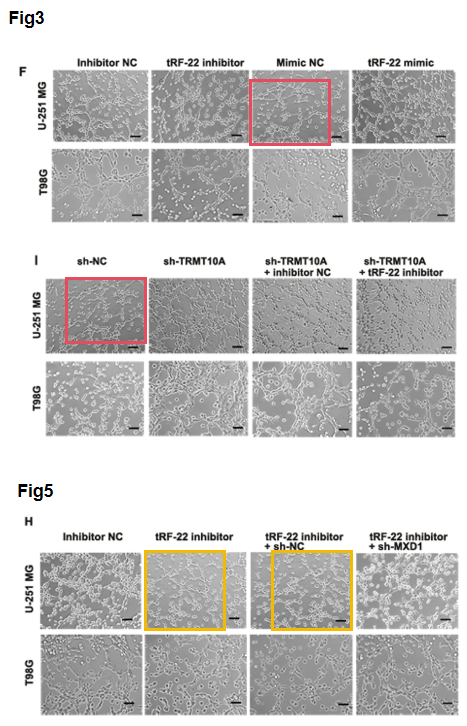 Fig3
F
Inhibitor NC tRF-22 inhibitor Mimic NC tRF-22 mimic
U-251 MG
T98G
I
sh-NC sh-TRMT10A sh-TRMT10A sh-TRMT10A
+ inhibitor NC + tRF-22 inhibitor
U-251 MG
T98G
Fig5
H
Inhibitor NC tRF-22 inhibitor tRF-22 inhibitor tRF-22 inhibitor
+ sh-NC + sh-MXD1
U-251 MG
T98G